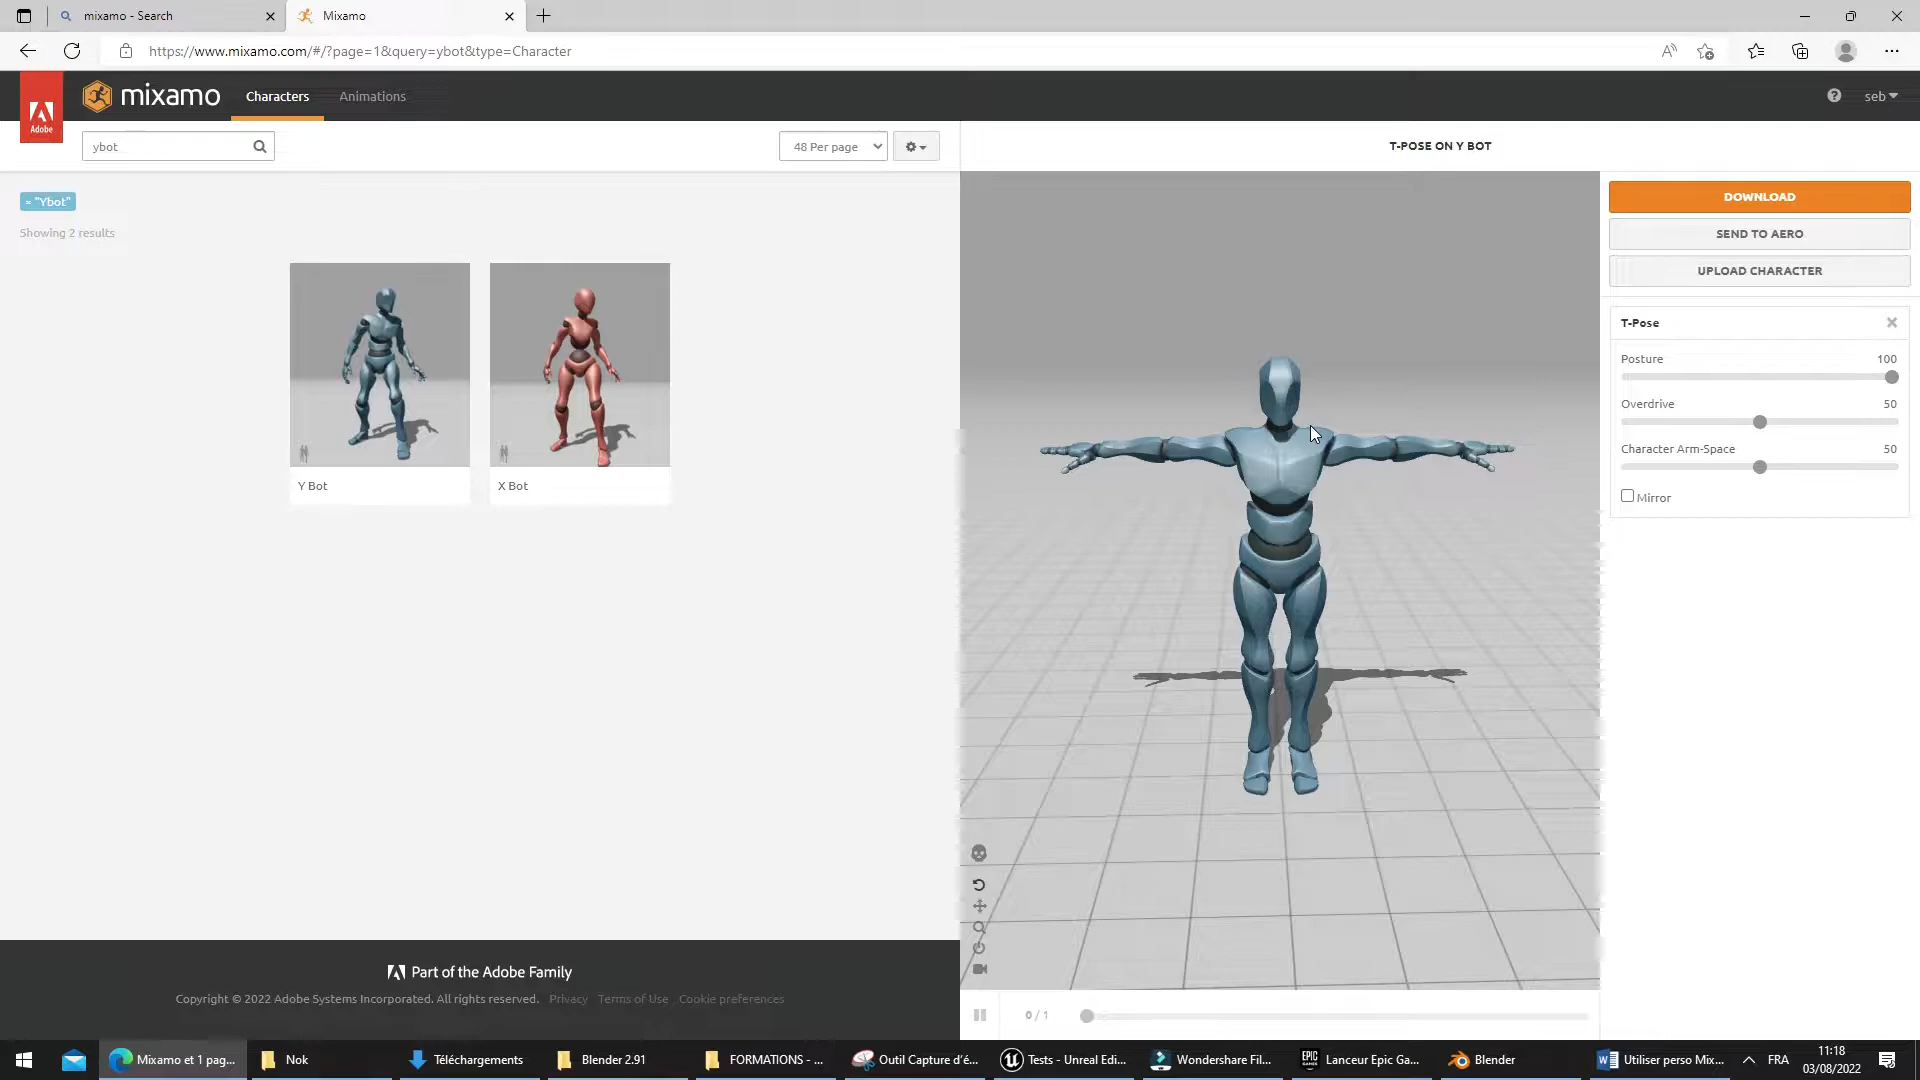 mixamo - Search
Mixamo
https://www.mixamo.com/#/?page=1&query=ybot&type=Character
Adobe
mixamo
Characters
Animations
seb
ybot
48 Per page
T-POSE ON Y BOT
≈ "Ybot"
Showing 2 results
Y Bot
X Bot
DOWNLOAD
SEND TO AERO
UPLOAD CHARACTER
T-Pose
Posture 100
Overdrive 50
Character Arm-Space 50
Mirror
0 / 1
Part of the Adobe Family
Copyright © 2022 Adobe Systems Incorporated. All rights reserved. Privacy Terms of Use Cookie preferences
Mixamo et 1 pag...
Nok
Téléchargements
Blender 2.91
FORMATIONS - ...
Outil Capture d'é...
Tests - Unreal Edi...
Wondershare Fil...
EPIC GAMES
Lanceur Epic Ga...
Blender
Utiliser perso Mix...
FRA
11:18
03/08/2022